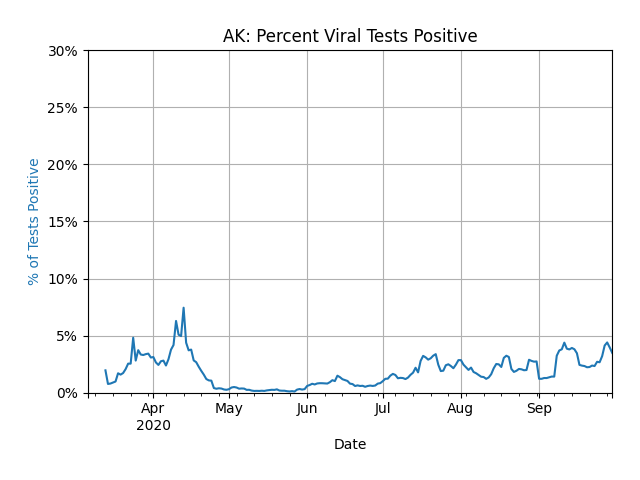 AK: Percent Viral Tests Positive
30%
25%
20%
15%
10%
5%
0%
% of Tests Positive
Apr
2020
May
Jun
Jul
Aug
Sep
Date